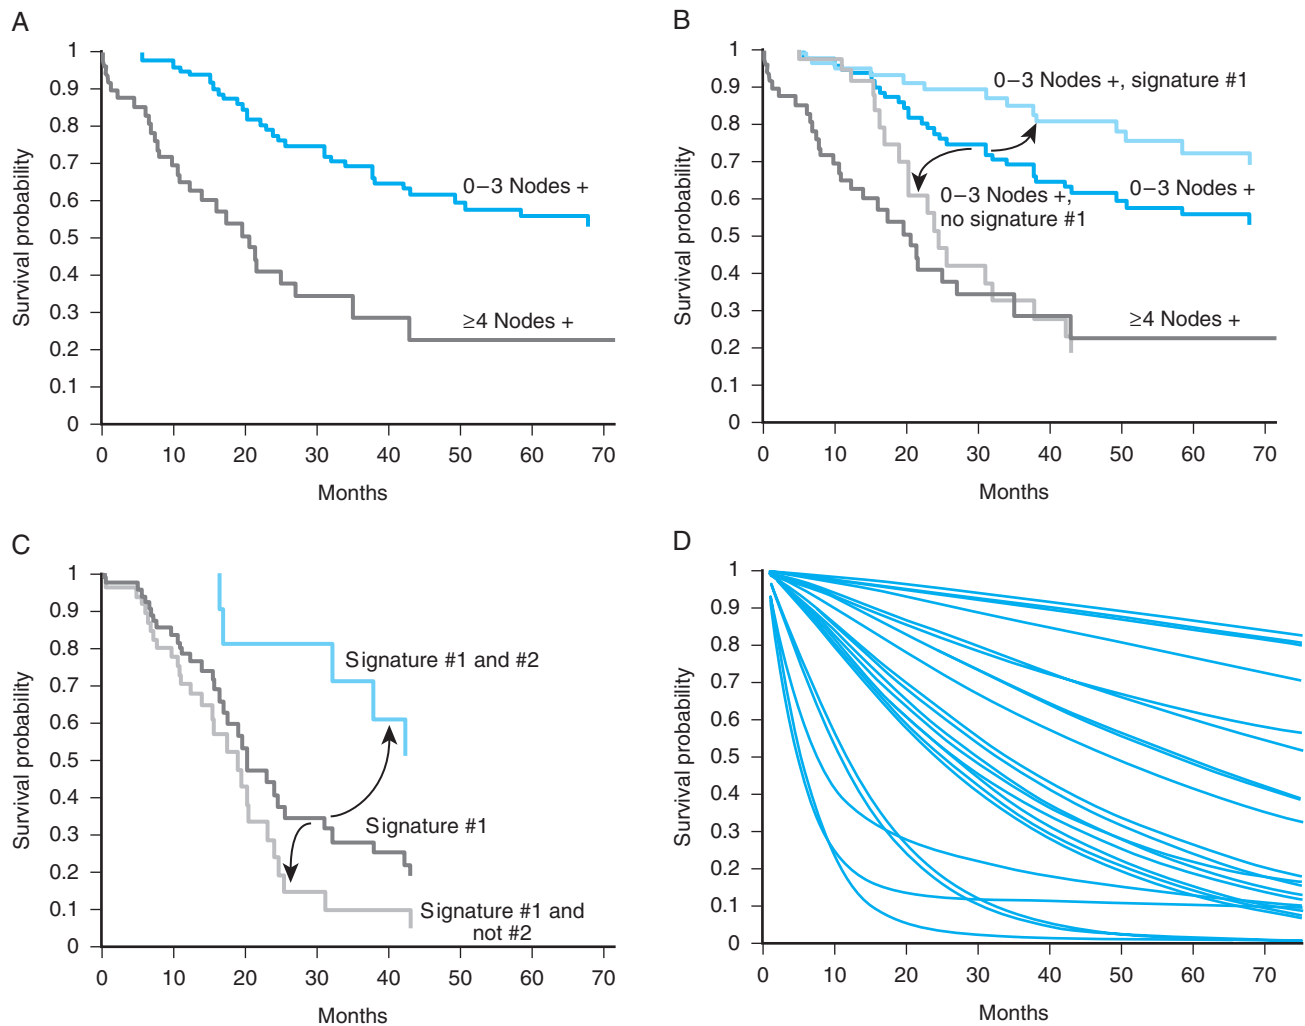 A
1
0.9
0.8
0.7
0.6
0.5
0.4
0.3
0.2
0.1
0
Survival probability
0–3 Nodes +
≥4 Nodes +
0 10 20 30 40 50 60 70
Months
B
1
0.9
0.8
0.7
0.6
0.5
0.4
0.3
0.2
0.1
0
Survival probability
0–3 Nodes +, signature #1
0–3 Nodes +,
no signature #1
0–3 Nodes +
≥4 Nodes +
0 10 20 30 40 50 60 70
Months
C
1
0.9
0.8
0.7
0.6
0.5
0.4
0.3
0.2
0.1
0
Survival probability
Signature #1 and #2
Signature #1
Signature #1 and
not #2
0 10 20 30 40 50 60 70
Months
D
1
0.9
0.8
0.7
0.6
0.5
0.4
0.3
0.2
0.1
0
Survival probability
0 10 20 30 40 50 60 70
Months